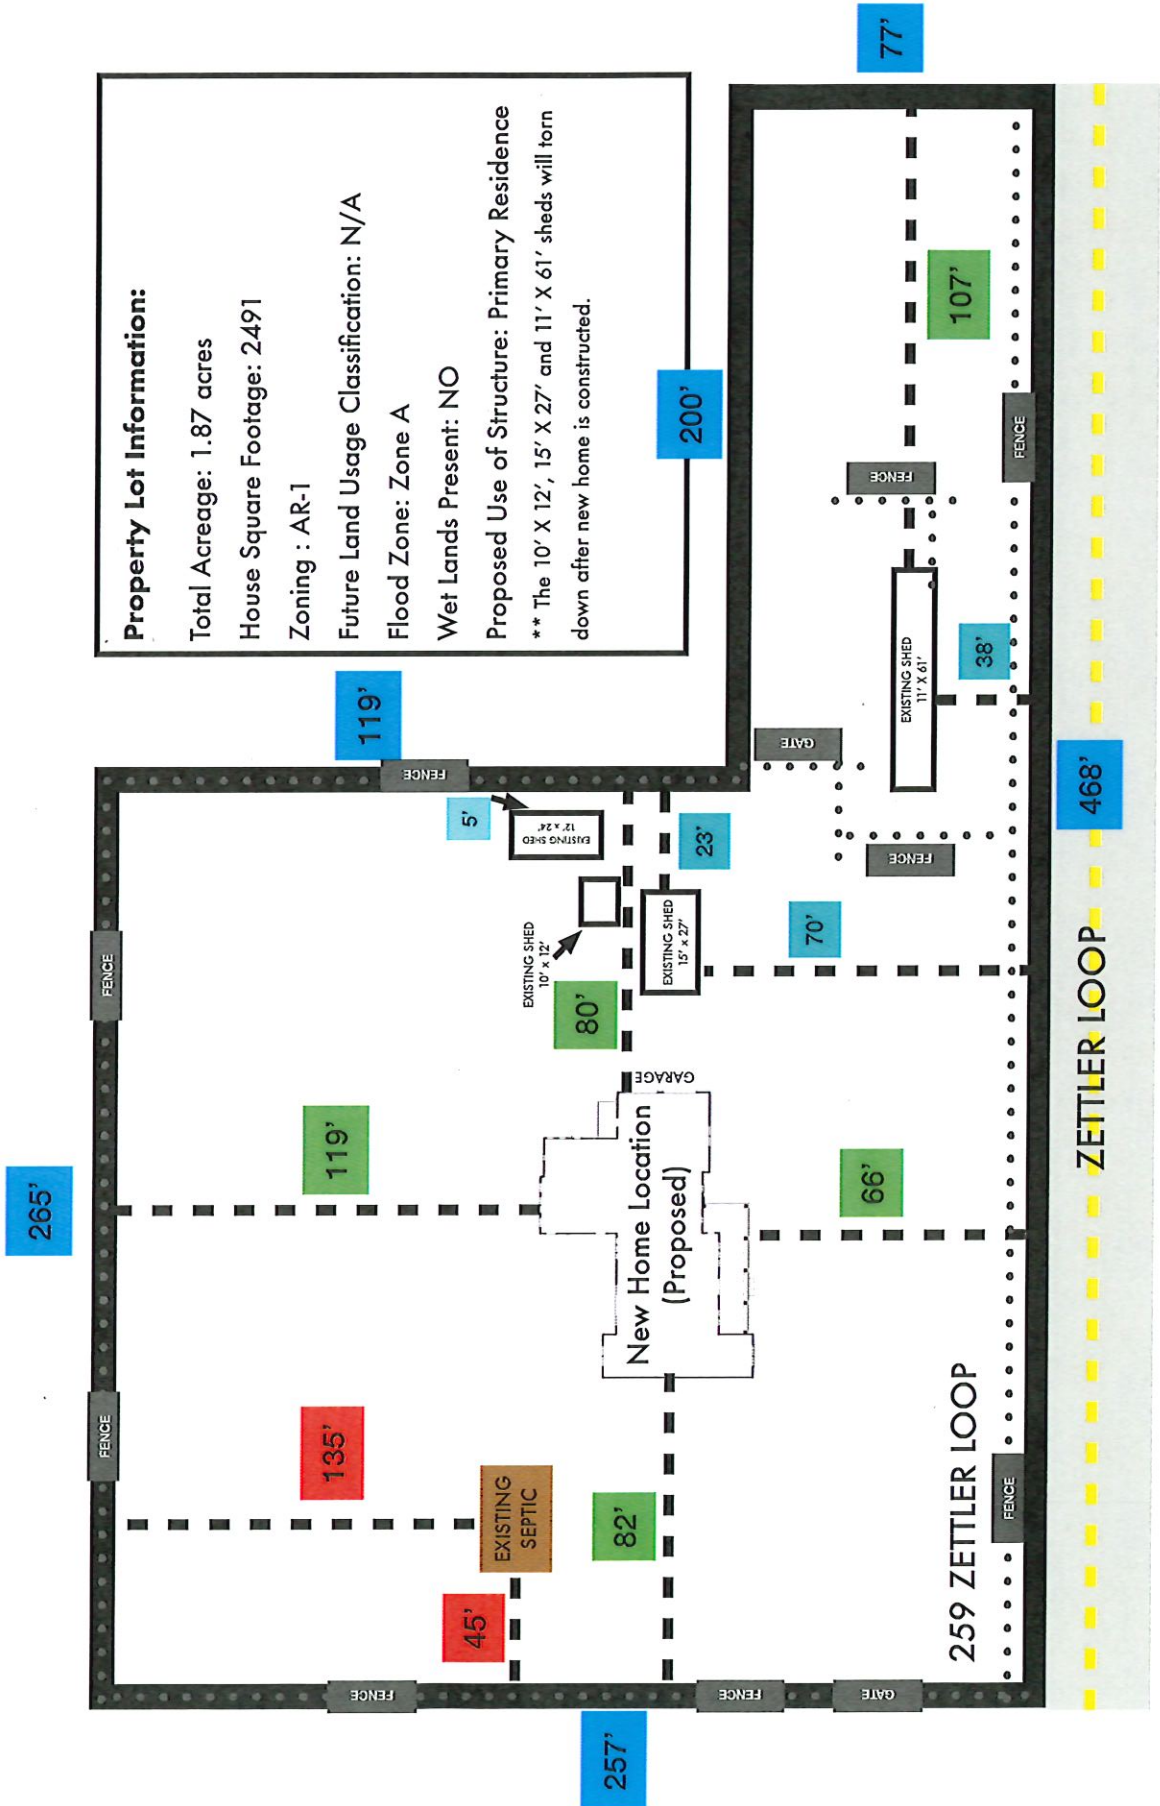 265'
FENCE
FENCE
257'
FENCE
FENCE
GATE
135'
45'
EXISTING
SEPTIC
82'
119'
New Home Location
(Proposed)
GARAGE
80'
66'
EXISTING SHED
10' x 12'
EXISTING SHED
12' x 24'
5'
EXISTING SHED
15' x 27'
23'
70'
FENCE
119'
GATE
FENCE
EXISTING SHED
11' X 61'
38'
FENCE
107'
200'
77'
FENCE
FENCE
259 ZETTLER LOOP
468'
ZETTLER LOOP
Property Lot Information:
Total Acreage: 1.87 acres
House Square Footage: 2491
Zoning : AR-1
Future Land Usage Classification: N/A
Flood Zone: Zone A
Wet Lands Present: NO
Proposed Use of Structure: Primary Residence
** The 10' X 12', 15' X 27' and 11' X 61' sheds will torn
down after new home is constructed.